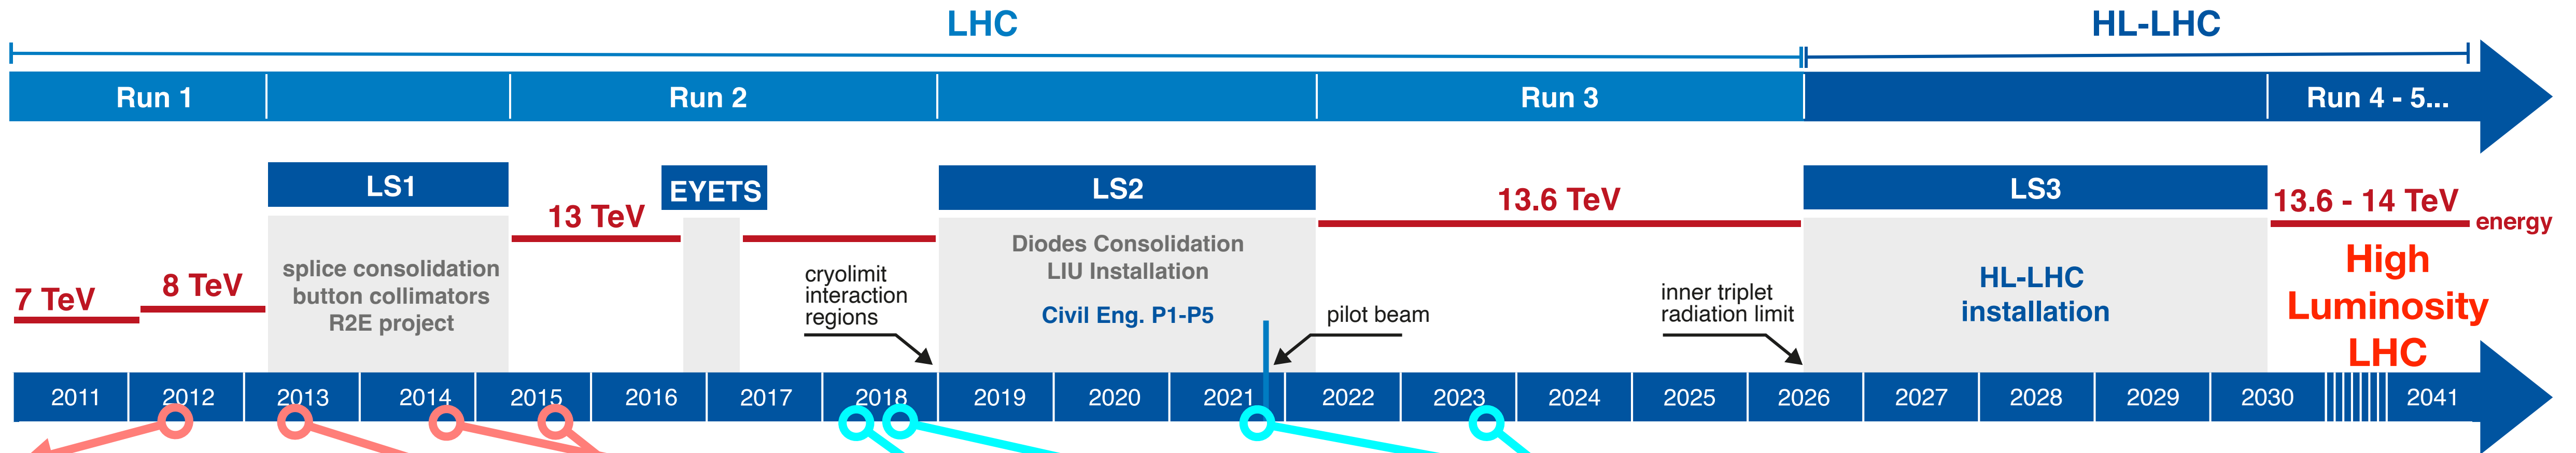 LHC
HL-LHC
Run 1
Run 2
Run 3
Run 4 - 5...
LS1
EYETS
LS2
LS3
13 TeV
13.6 TeV
13.6 - 14 TeV
energy
7 TeV
8 TeV
splice consolidation
button collimators
R2E project
cryolimit
interaction
regions
Diodes Consolidation
LIU Installation
Civil Eng. P1-P5
pilot beam
inner triplet
radiation limit
HL-LHC
installation
High
Luminosity
LHC
2011
2012
2013
2014
2015
2016
2017
2018
2019
2020
2021
2022
2023
2024
2025
2026
2027
2028
2029
2030
2041